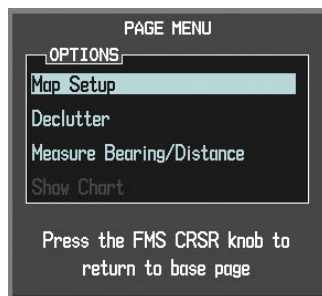 PAGE MENU
OPTIONS
Map Setup
Declutter
Measure Bearing/Distance
Show Chart
Press the FMS CRSR knob to
return to base page